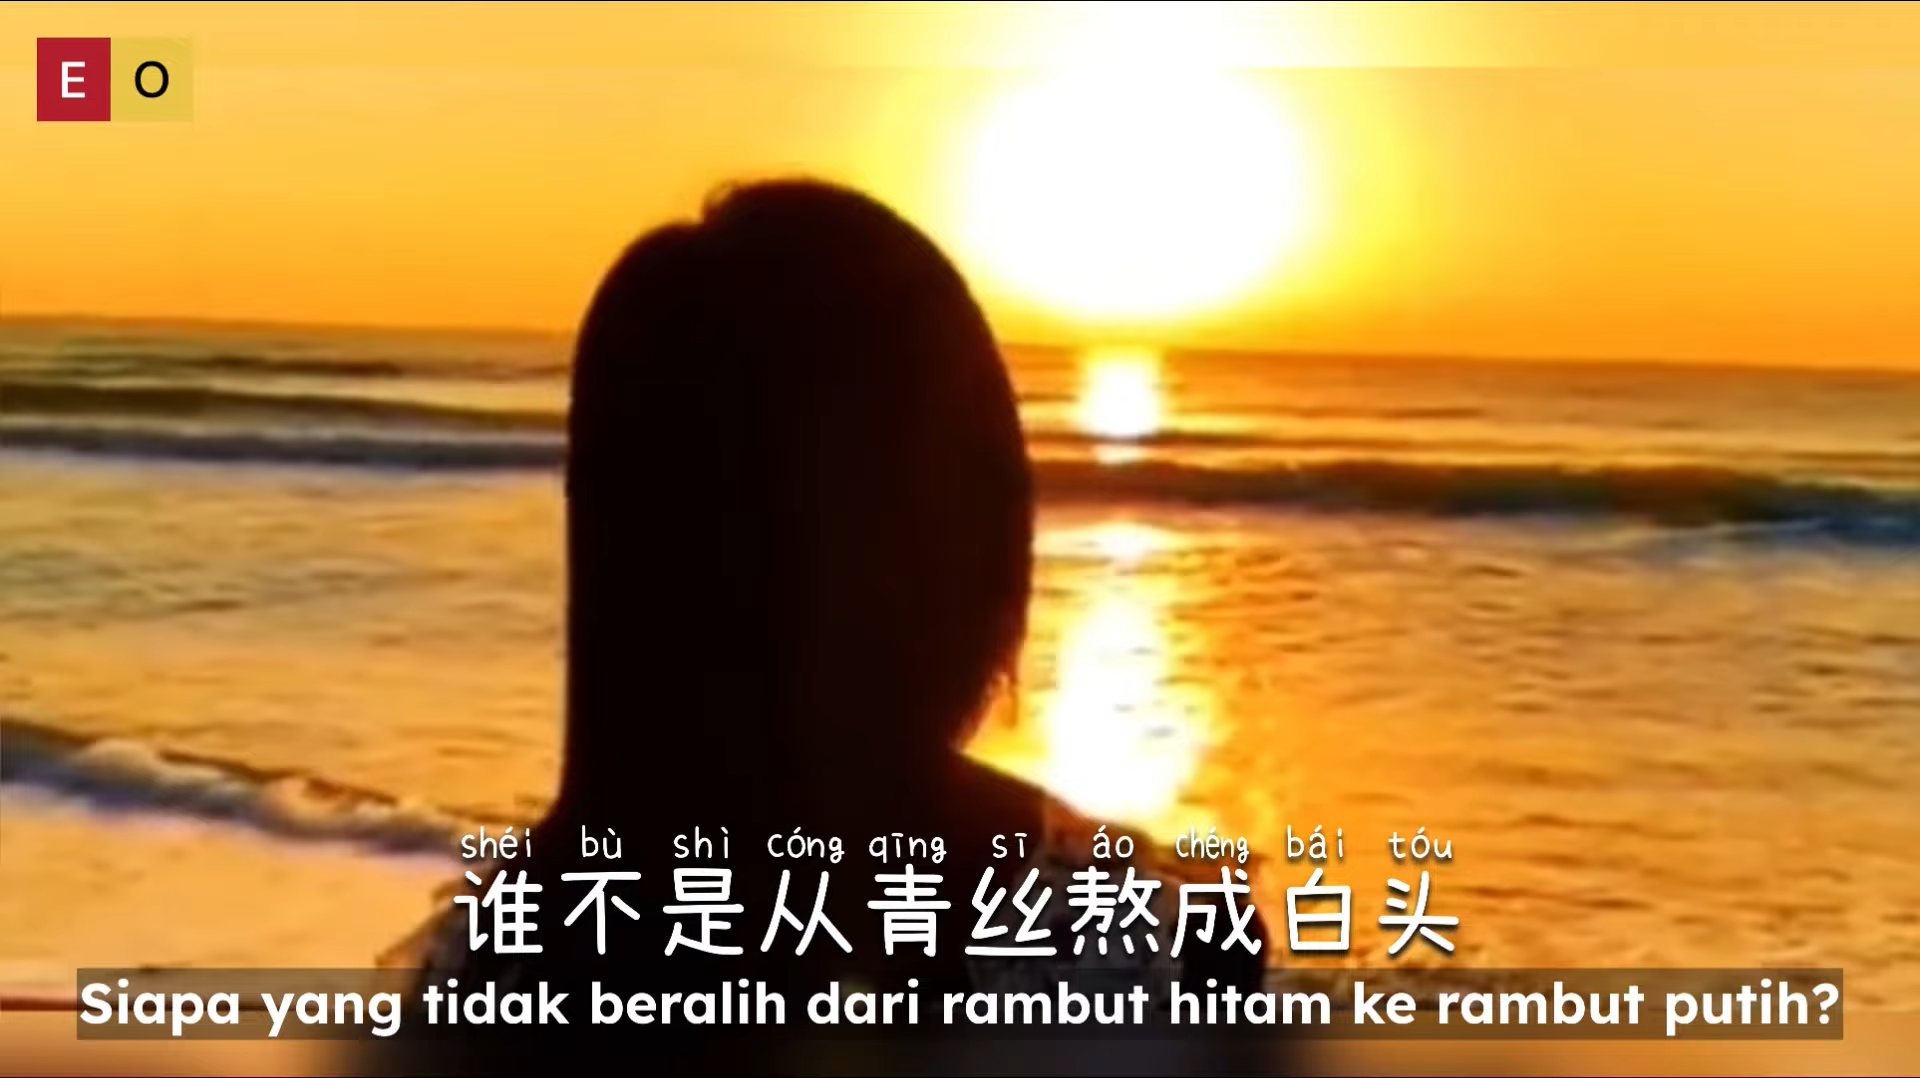 E O
shéi bù shì cóng qīng sī áo chéng bái tóu
谁不是从青丝熬成白头
Siapa yang tidak beralih dari rambut hitam ke rambut putih?